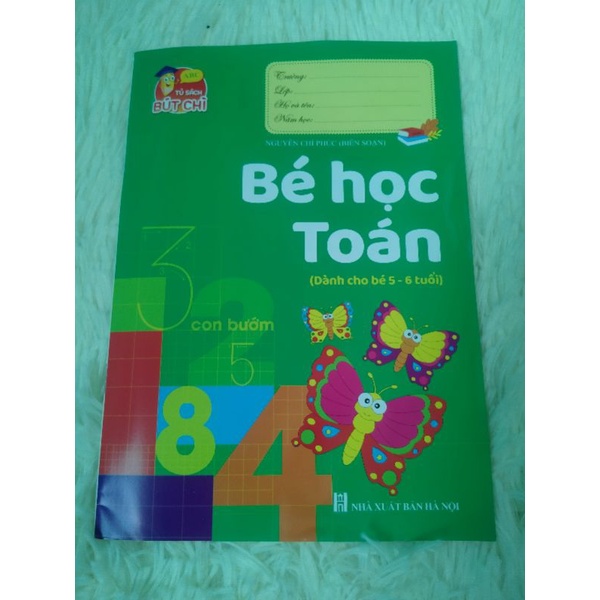 ABC
TỦ SÁCH
BÚT CHÌ
Trường:
Lớp:
Họ và tên:
Năm học:
NGUYỄN CHÍ PHÚC (BIÊN SOẠN)
Bé học
Toán
(Dành cho bé 5 - 6 tuổi)
3
con bướm
2
5
1
8
4
NHÀ XUẤT BẢN HÀ NỘI